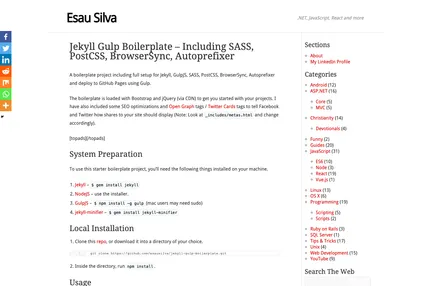 Esau Silva
.NET, JavaScript, React and more
Jekyll Gulp Boilerplate – Including SASS,
PostCSS, BrowserSync, Autoprefixer
A boilerplate project including full setup for Jekyll, GulpJS, SASS, PostCSS, BrowserSync, Autoprefixer
and deploy to GitHub Pages using Gulp.
The boilerplate is loaded with Bootstrap and jQuery (via CDN) to get you started with your projects. I
have also included some SEO optimizations and Open Graph tags / Twitter Cards tags to tell Facebook
and Twitter how shares to your site should display (Note: Look at `_includes/metas.html` and change
accordingly).
[topads][/topads]
System Preparation
To use this starter boilerplate project, you'll need the following things installed on your machine.
1. Jekyll – $ gem install jekyll
2. NodeJS – use the installer.
3. GulpJS – $ npm install -g gulp (mac users may need sudo)
4. jekyll-minifier – $ gem install jekyll-minifier
Local Installation
1. Clone this repo, or download it into a directory of your choice.
2. Inside the directory, run npm install.
Usage
Sections
About
My LinkedIn Profile
Categories
Android (12)
ASP.NET (16)
Core (5)
MVC (5)
Christianity (14)
Devotionals (4)
Funny (2)
Guides (20)
JavaScript (31)
ES6 (10)
Node (3)
React (19)
Vue.js (1)
Linux (13)
OS X (6)
Programming (19)
Scripting (5)
Scripts (2)
Ruby on Rails (3)
SQL Server (1)
Tips & Tricks (17)
Unix (4)
Web Development (15)
YouTube (9)
Search The Web